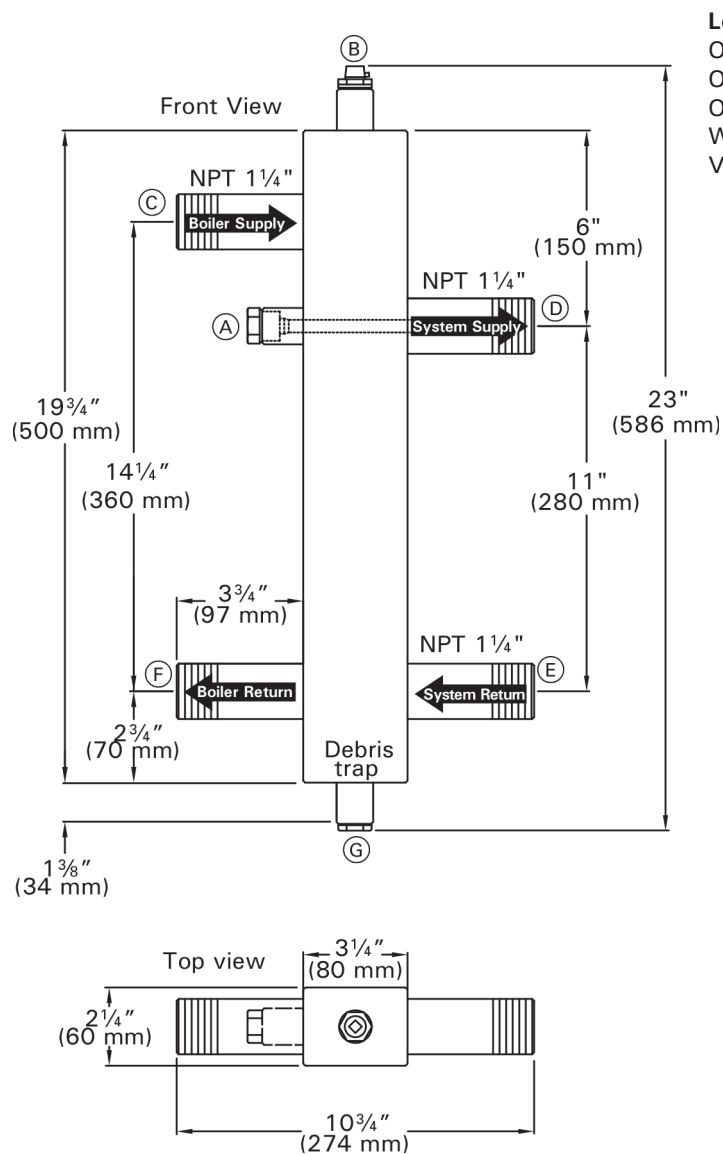 B
Front View
NPT 1¼"
C
Boiler Supply
6"
(150 mm)
NPT 1¼"
A
System Supply
D
19¾"
(500 mm)
23"
(586 mm)
14¼"
(360 mm)
11"
(280 mm)
3¾"
(97 mm)
NPT 1¼"
F
Boiler Return
System Return
E
2¾"
(70 mm)
Debris
trap
G
1⅜"
(34 mm)
Top view
3¼"
(80 mm)
2¼"
(60 mm)
10¾"
(274 mm)